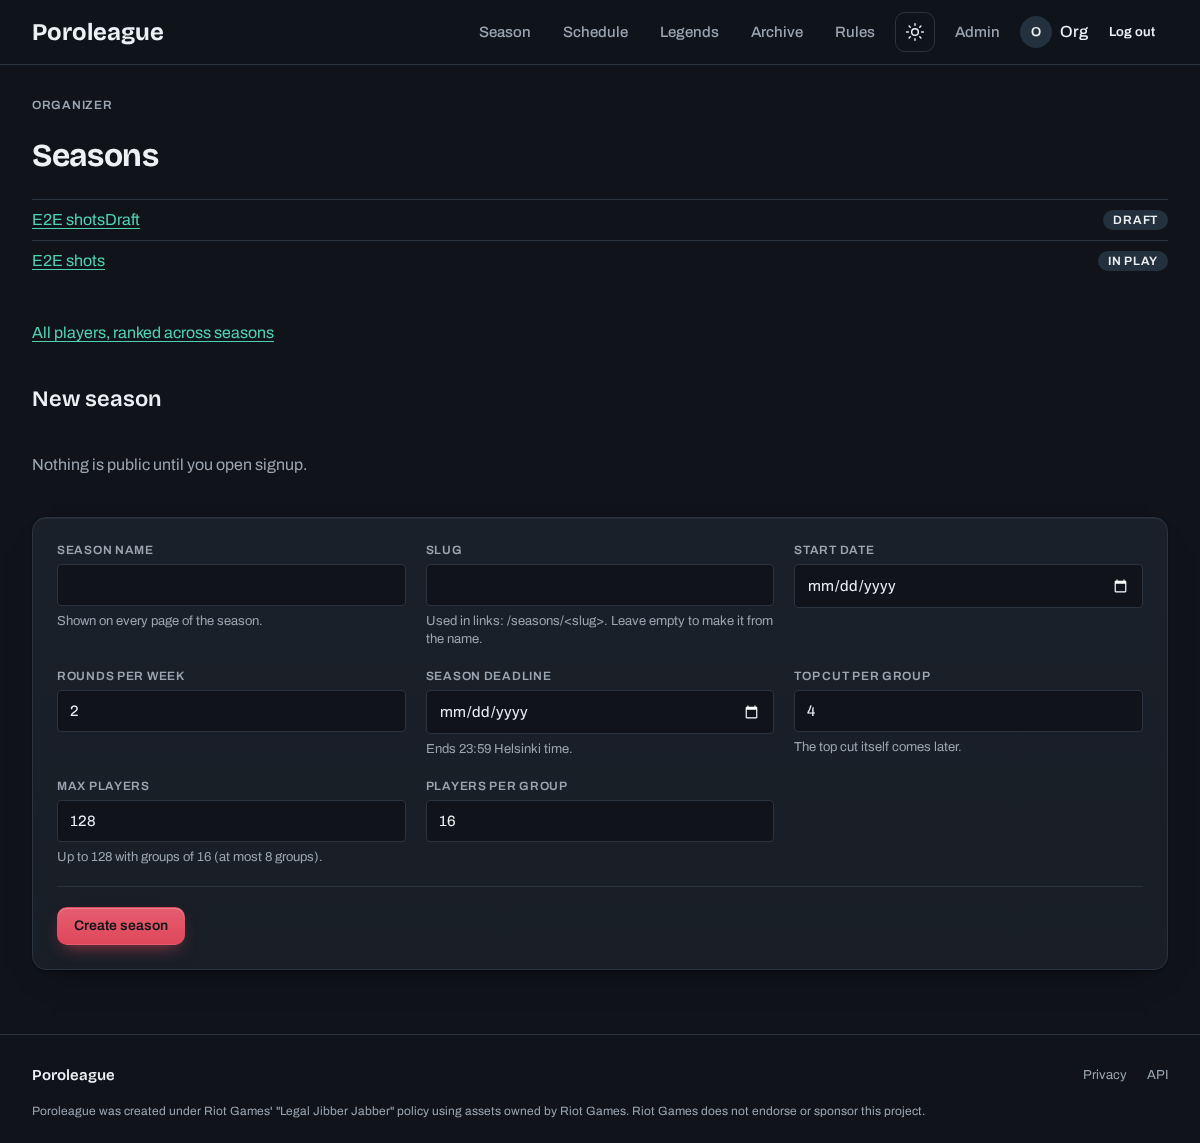 Poroleague
Season
Schedule
Legends
Archive
Rules
Admin
O
Org
Log out
ORGANIZER
Seasons
E2E shotsDraft
DRAFT
E2E shots
IN PLAY
All players, ranked across seasons
New season
Nothing is public until you open signup.
SEASON NAME
SLUG
START DATE
mm/dd/yyyy
Shown on every page of the season.
Used in links: /seasons/<slug>. Leave empty to make it from
the name.
ROUNDS PER WEEK
SEASON DEADLINE
TOPCUT PER GROUP
2
mm/dd/yyyy
4
Ends 23:59 Helsinki time.
The top cut itself comes later.
MAX PLAYERS
PLAYERS PER GROUP
128
16
Up to 128 with groups of 16 (at most 8 groups).
Create season
Poroleague
Privacy
API
Poroleague was created under Riot Games' "Legal Jibber Jabber" policy using assets owned by Riot Games. Riot Games does not endorse or sponsor this project.